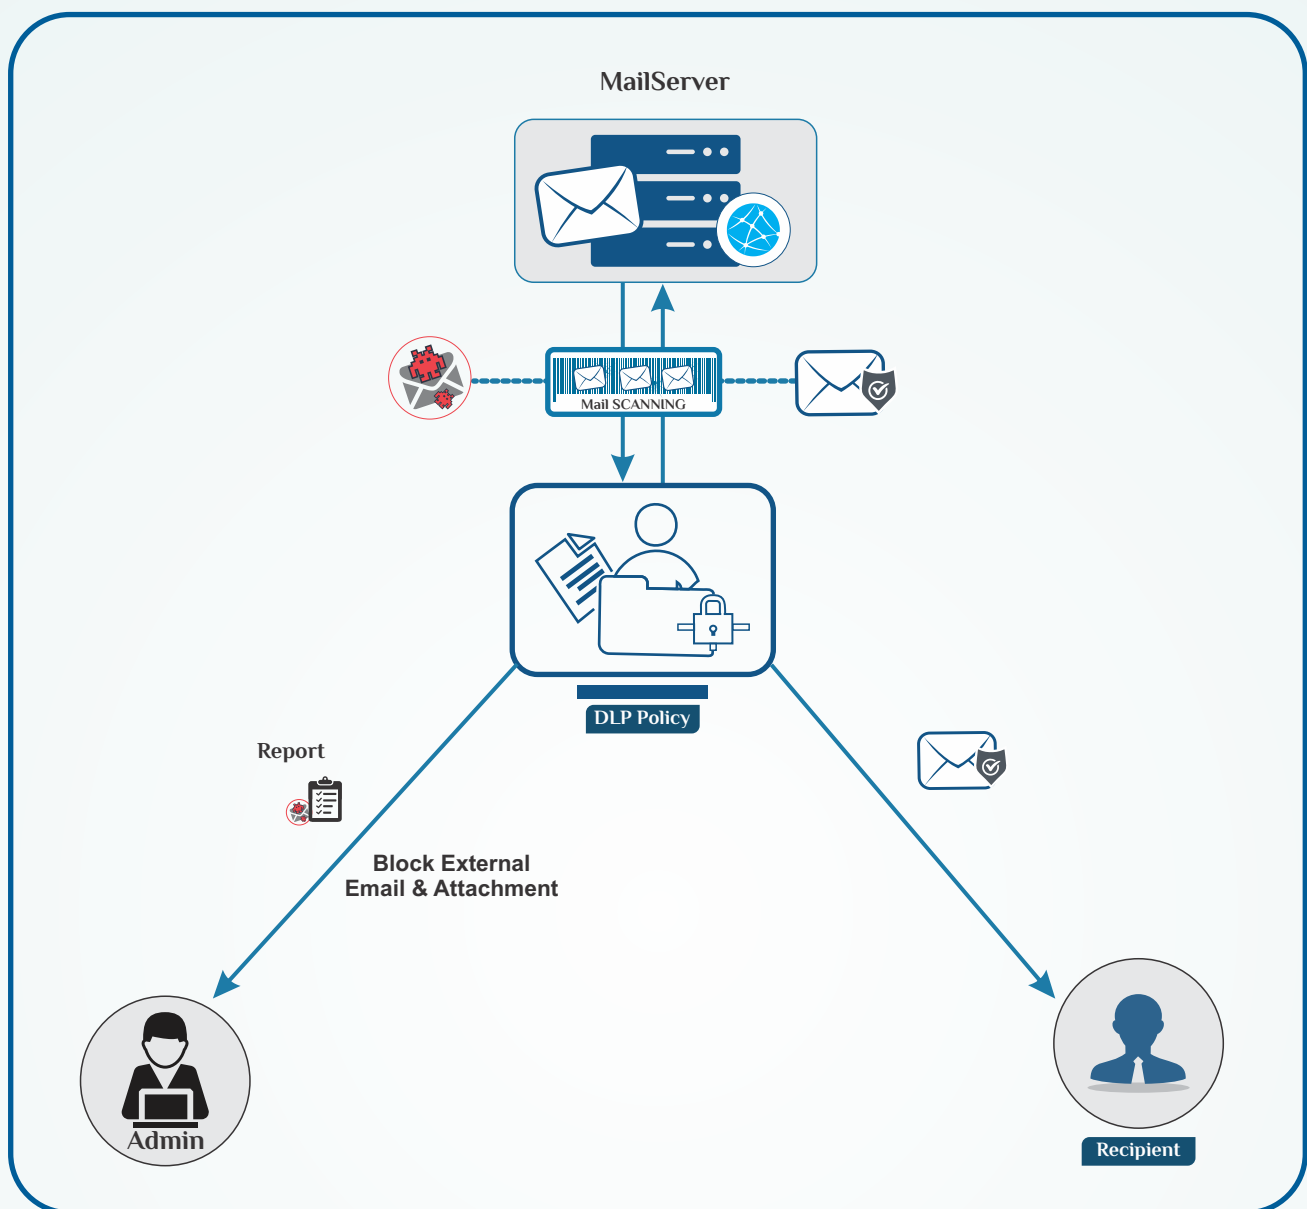 MailServer
Mail SCANNING
DLP Policy
Report
Block External
Email & Attachment
Admin
Recipient